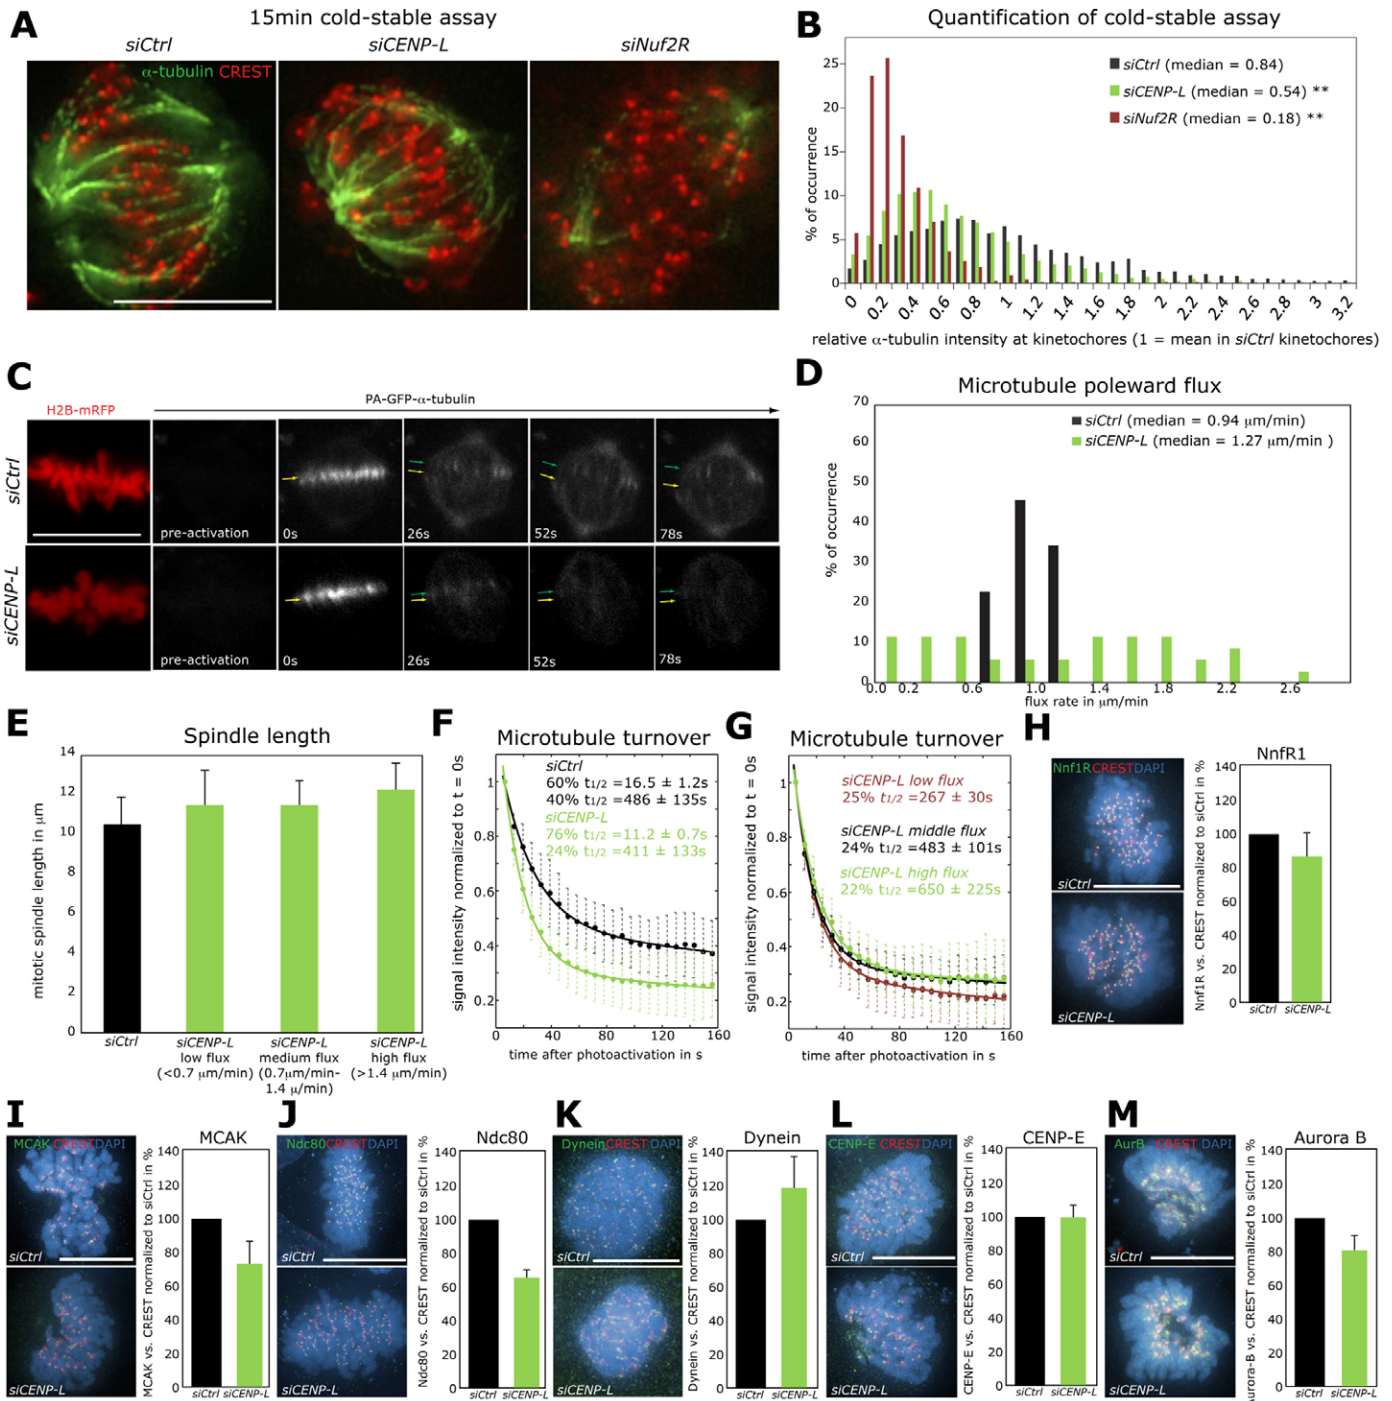 A
15min cold-stable assay
siCtrl
siCENP-L
siNuf2R
α-tubulin CREST
B
Quantification of cold-stable assay
siCtrl (median = 0.84)
siCENP-L (median = 0.54) **
siNuf2R (median = 0.18) **
% of occurrence
25
20
15
10
5
0
0 0.2 0.4 0.6 0.8 1 1.2 1.4 1.6 1.8 2 2.2 2.4 2.6 2.8 3 3.2
relative α-tubulin intensity at kinetochores (1 = mean in siCtrl kinetochores)
C
H2B-mRFP
PA-GFP-α-tubulin
siCtrl
pre-activation
0s
26s
52s
78s
siCENP-L
pre-activation
0s
26s
52s
78s
D
Microtubule poleward flux
siCtrl (median = 0.94 μm/min)
siCENP-L (median = 1.27 μm/min )
% of occurrence
70
60
50
40
30
20
10
0
0.0 0.2 0.6 1.0 1.4 1.8 2.2 2.6
flux rate in μm/min
E
Spindle length
mitotic spindle length in μm
14
12
10
8
6
4
2
0
siCtrl
siCENP-L
low flux
(<0.7 μm/min)
siCENP-L
medium flux
(0.7μm/min-
1.4 μ/min)
siCENP-L
high flux
(>1.4 μm/min)
F
Microtubule turnover
signal intensity normalized to t = 0s
siCtrl
60% t1/2 =16.5 ± 1.2s
40% t1/2 =486 ± 135s
siCENP-L
76% t1/2 =11.2 ± 0.7s
24% t1/2 =411 ± 133s
1
0.8
0.6
0.4
0.2
0 40 80 120 160
time after photoactivation in s
G
Microtubule turnover
signal intensity normalized to t = 0s
siCENP-L low flux
25% t1/2 =267 ± 30s
siCENP-L middle flux
24% t1/2 =483 ± 101s
siCENP-L high flux
22% t1/2 =650 ± 225s
1
0.8
0.6
0.4
0.2
0 40 80 120 160
time after photoactivation in s
H
Nnf1RCRESTDAPI
siCtrl
siCENP-L
NnfR1
Nnf1R vs. CREST normalized to siCtrl in %
140
120
100
80
60
40
20
0
siCtrl siCENP-L
I
MCAK CRESTDAPI
siCtrl
siCENP-L
MCAK
MCAK vs. CREST normalized to siCtrl in %
140
120
100
80
60
40
20
0
siCtrl siCENP-L
J
Ndc80CRESTDAPI
siCtrl
siCENP-L
Ndc80
Ndc80 vs. CREST normalized to siCtrl in %
140
120
100
80
60
40
20
0
siCtrl siCENP-L
K
DyneinCREST DAPI
siCtrl
siCENP-L
Dynein
Dynein vs. CREST normalized to siCtrl in %
140
120
100
80
60
40
20
0
siCtrl siCENP-L
L
CENP-E CREST DAPI
siCtrl
siCENP-L
CENP-E
CENP-E vs. CREST normalized to siCtrl in %
140
120
100
80
60
40
20
0
siCtrl siCENP-L
M
AurB CREST DAPI
siCtrl
siCENP-L
Aurora B
Aurora-B vs. CREST normalized to siCtrl in %
140
120
100
80
60
40
20
0
siCtrl siCENP-L